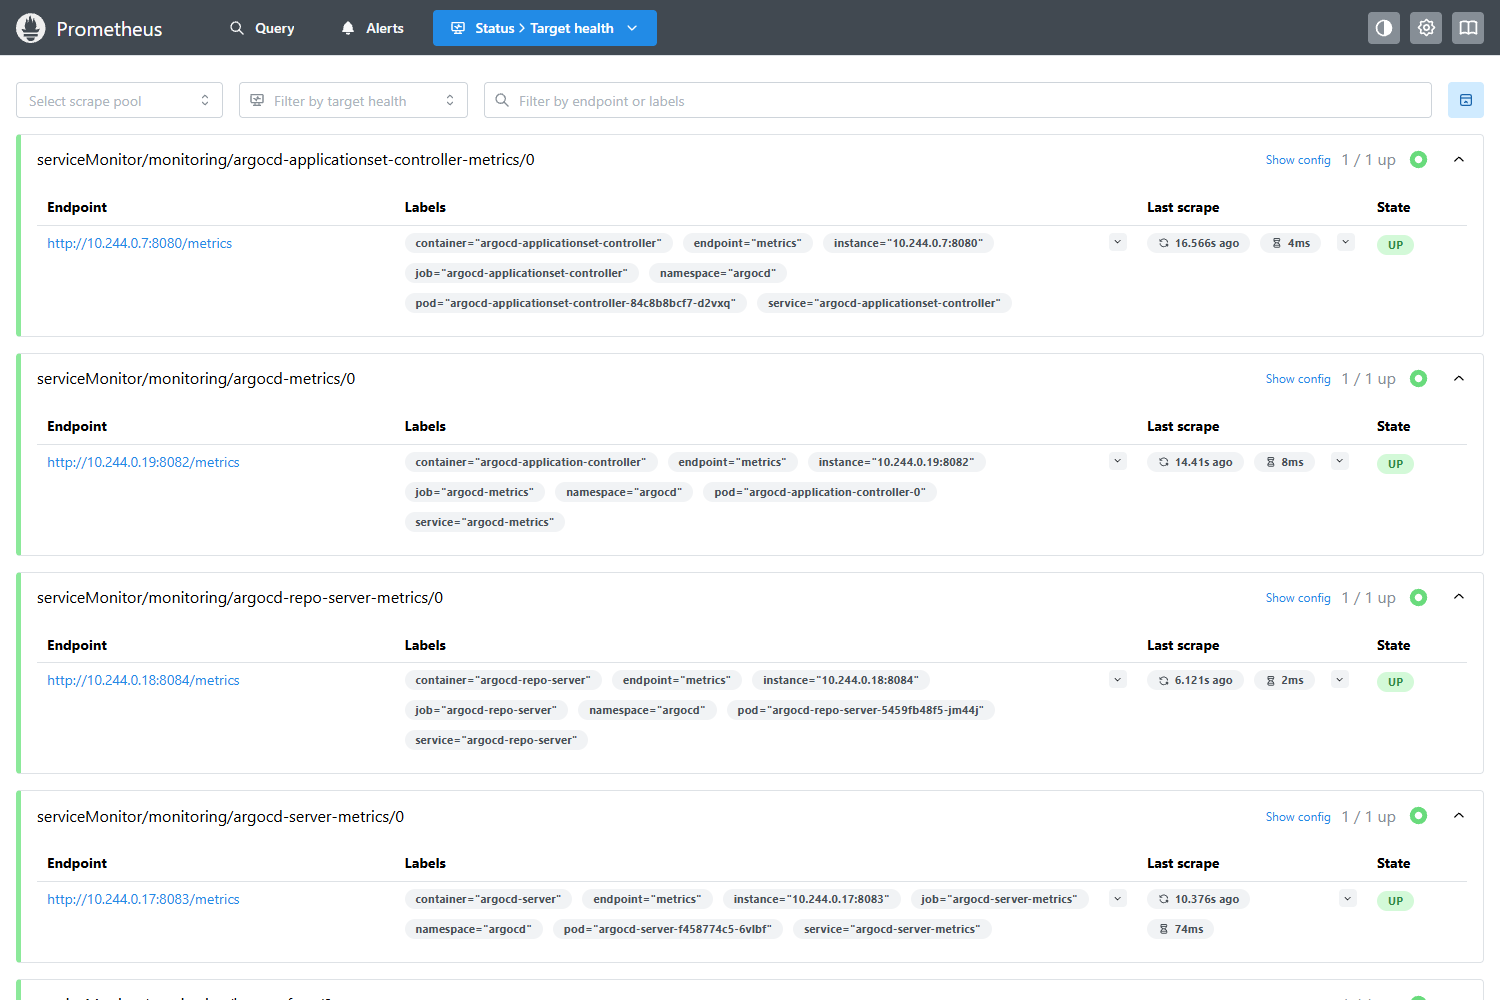 Prometheus Query Alerts Status > Target health
Select scrape pool Filter by target health Filter by endpoint or labels
serviceMonitor/monitoring/argocd-applicationset-controller-metrics/0 Show config 1 / 1 up
Endpoint Labels Last scrape State
http://10.244.0.7:8080/metrics container="argocd-applicationset-controller" endpoint="metrics" instance="10.244.0.7:8080" 16.566s ago 4ms UP
job="argocd-applicationset-controller" namespace="argocd"
pod="argocd-applicationset-controller-84c8b8bcf7-d2vxq" service="argocd-applicationset-controller"
serviceMonitor/monitoring/argocd-metrics/0 Show config 1 / 1 up
Endpoint Labels Last scrape State
http://10.244.0.19:8082/metrics container="argocd-application-controller" endpoint="metrics" instance="10.244.0.19:8082" 14.41s ago 8ms UP
job="argocd-metrics" namespace="argocd" pod="argocd-application-controller-0"
service="argocd-metrics"
serviceMonitor/monitoring/argocd-repo-server-metrics/0 Show config 1 / 1 up
Endpoint Labels Last scrape State
http://10.244.0.18:8084/metrics container="argocd-repo-server" endpoint="metrics" instance="10.244.0.18:8084" 6.121s ago 2ms UP
job="argocd-repo-server" namespace="argocd" pod="argocd-repo-server-5459fb48f5-jm44j"
service="argocd-repo-server"
serviceMonitor/monitoring/argocd-server-metrics/0 Show config 1 / 1 up
Endpoint Labels Last scrape State
http://10.244.0.17:8083/metrics container="argocd-server" endpoint="metrics" instance="10.244.0.17:8083" job="argocd-server-metrics" 10.376s ago UP
namespace="argocd" pod="argocd-server-f458774c5-6vlbf" service="argocd-server-metrics" 74ms